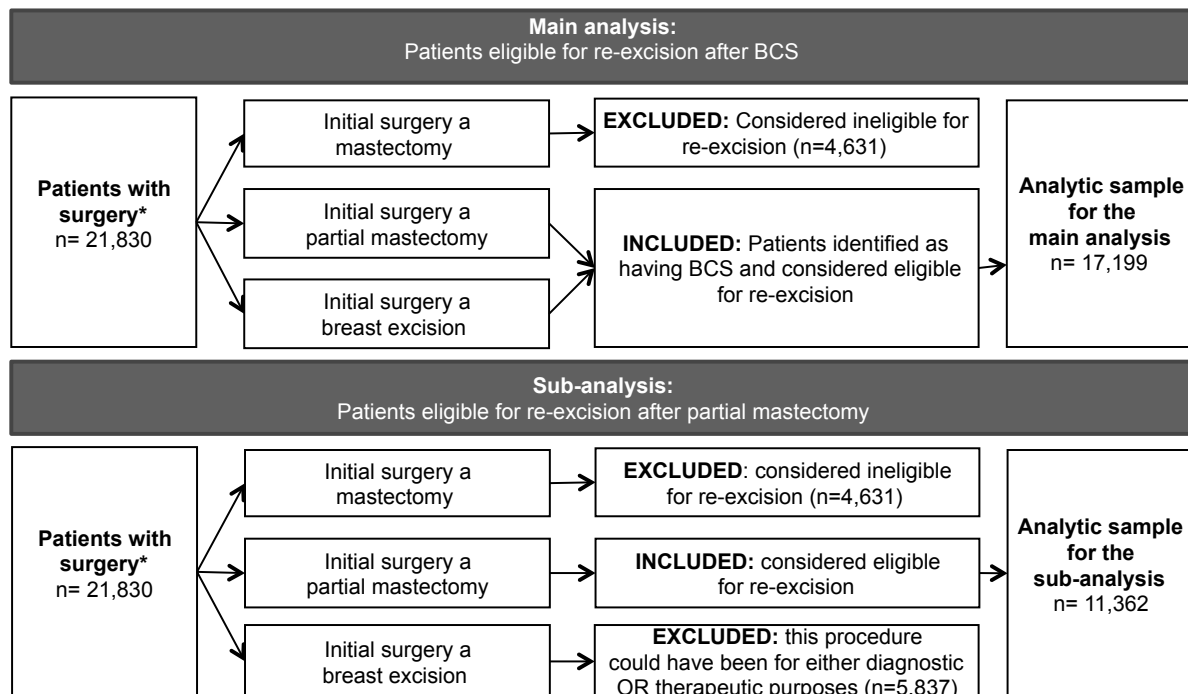 Main analysis:
Patients eligible for re-excision after BCS
Patients with
surgery*
n= 21,830
Initial surgery a
mastectomy
EXCLUDED: Considered ineligible for
re-excision (n=4,631)
Initial surgery a
partial mastectomy
Initial surgery a
breast excision
INCLUDED: Patients identified as
having BCS and considered eligible
for re-excision
Analytic sample
for the
main analysis
n= 17,199
Sub-analysis:
Patients eligible for re-excision after partial mastectomy
Patients with
surgery*
n= 21,830
Initial surgery a
mastectomy
EXCLUDED: considered ineligible
for re-excision (n=4,631)
Initial surgery a
partial mastectomy
INCLUDED: considered eligible
for re-excision
Initial surgery a
breast excision
EXCLUDED: this procedure
could have been for either diagnostic
OR therapeutic purposes (n=5,837)
Analytic sample
for the
sub-analysis
n= 11,362